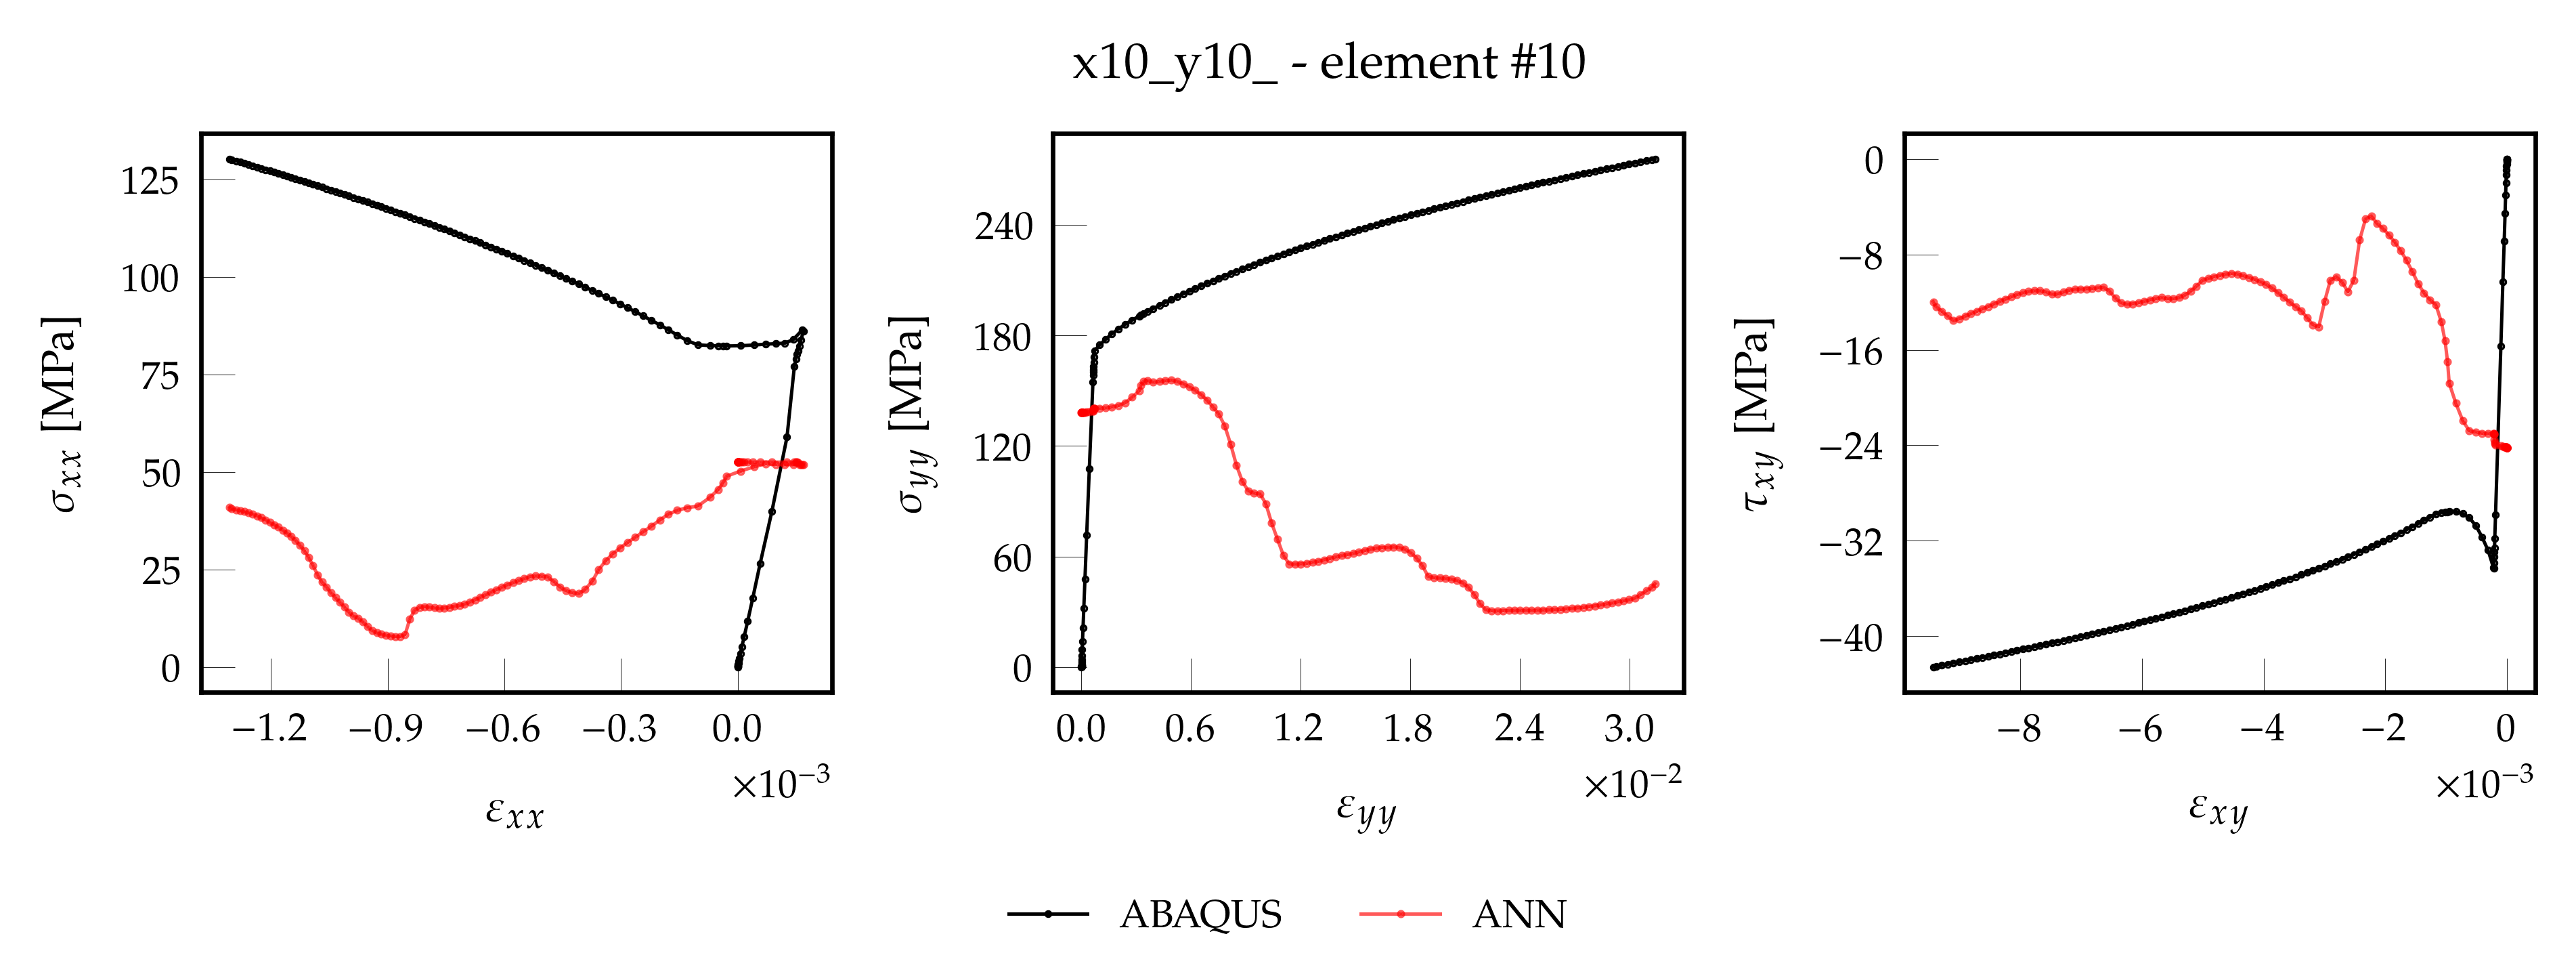 x10_y10_ - element #10
σxx [MPa]
125
100
75
50
25
0
−1.2 −0.9 −0.6 −0.3 0.0
×10⁻³
εxx
σyy [MPa]
240
180
120
60
0
0.0 0.6 1.2 1.8 2.4 3.0
×10⁻²
εyy
τxy [MPa]
0
−8
−16
−24
−32
−40
−8 −6 −4 −2 0
×10⁻³
εxy
ABAQUS ANN